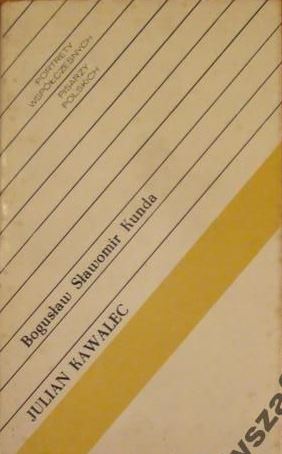 PORTRETY
WSPÓŁCZESNYCH
PISARZY
POLSKICH
Bogusław Sławomir Kunda
JULIAN KAWALEC